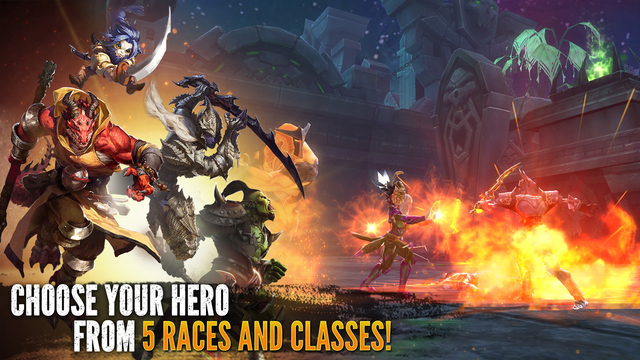 CHOOSE YOUR HERO
FROM 5 RACES AND CLASSES!